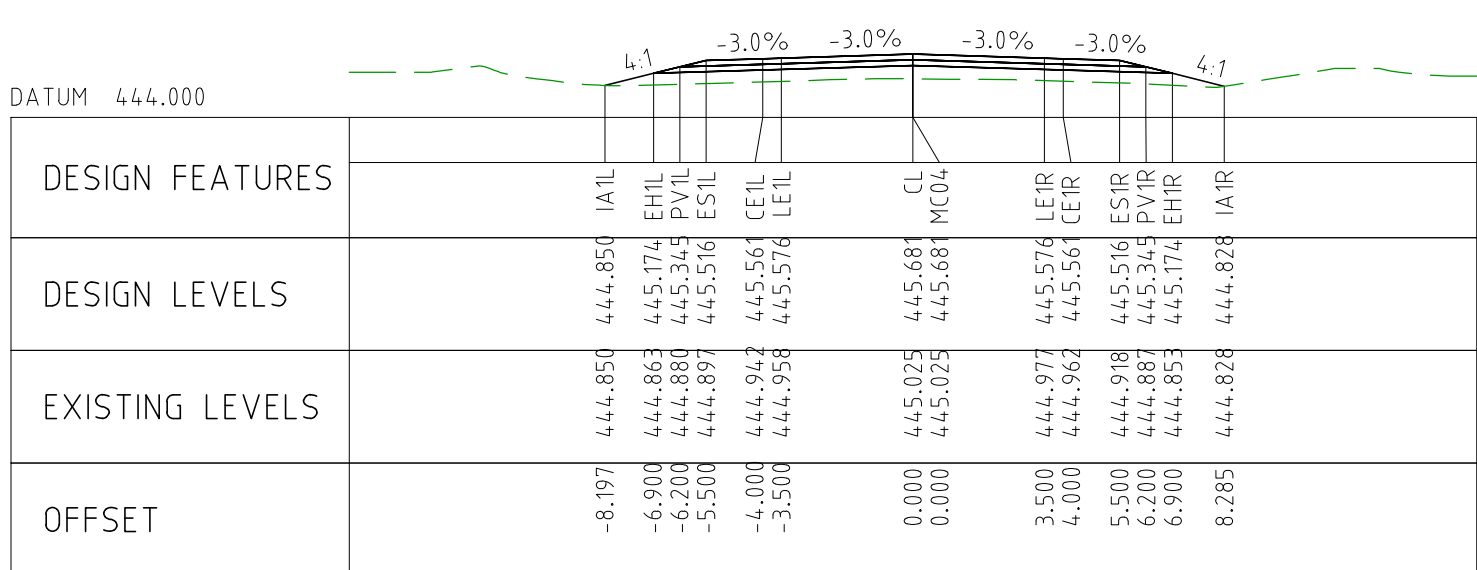 4:1 -3.0% -3.0% -3.0% -3.0% 4:1
DATUM 444.000
DESIGN FEATURES IA1L EH1L PV1L ES1L CE1L LE1L CL MC04 LE1R CE1R ES1R PV1R EH1R IA1R
DESIGN LEVELS 444.850 445.174 445.345 445.516 445.561 445.576 445.681 445.681 445.576 445.561 445.516 445.345 445.174 444.828
EXISTING LEVELS 444.850 444.863 444.880 444.897 444.942 444.958 445.025 445.025 444.977 444.962 444.918 444.887 444.853 444.828
OFFSET -8.197 -6.900 -6.200 -5.500 -4.000 -3.500 0.000 0.000 3.500 4.000 5.500 6.200 6.900 8.285